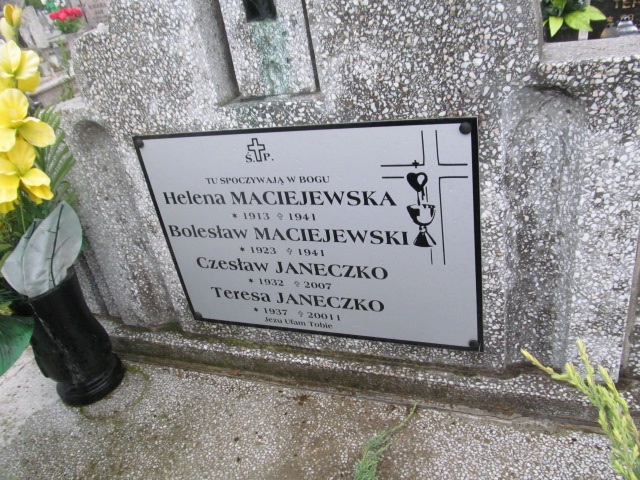 Ś. P.
TU SPOCZYWAJĄ W BOGU
Helena MACIEJEWSKA
* 1913 ✞ 1941
Bolesław MACIEJEWSKI
* 1923 ✞ 1941
Czesław JANECZKO
* 1932 ✞ 2007
Teresa JANECZKO
* 1937 ✞ 20011
Jezu Ufam Tobie